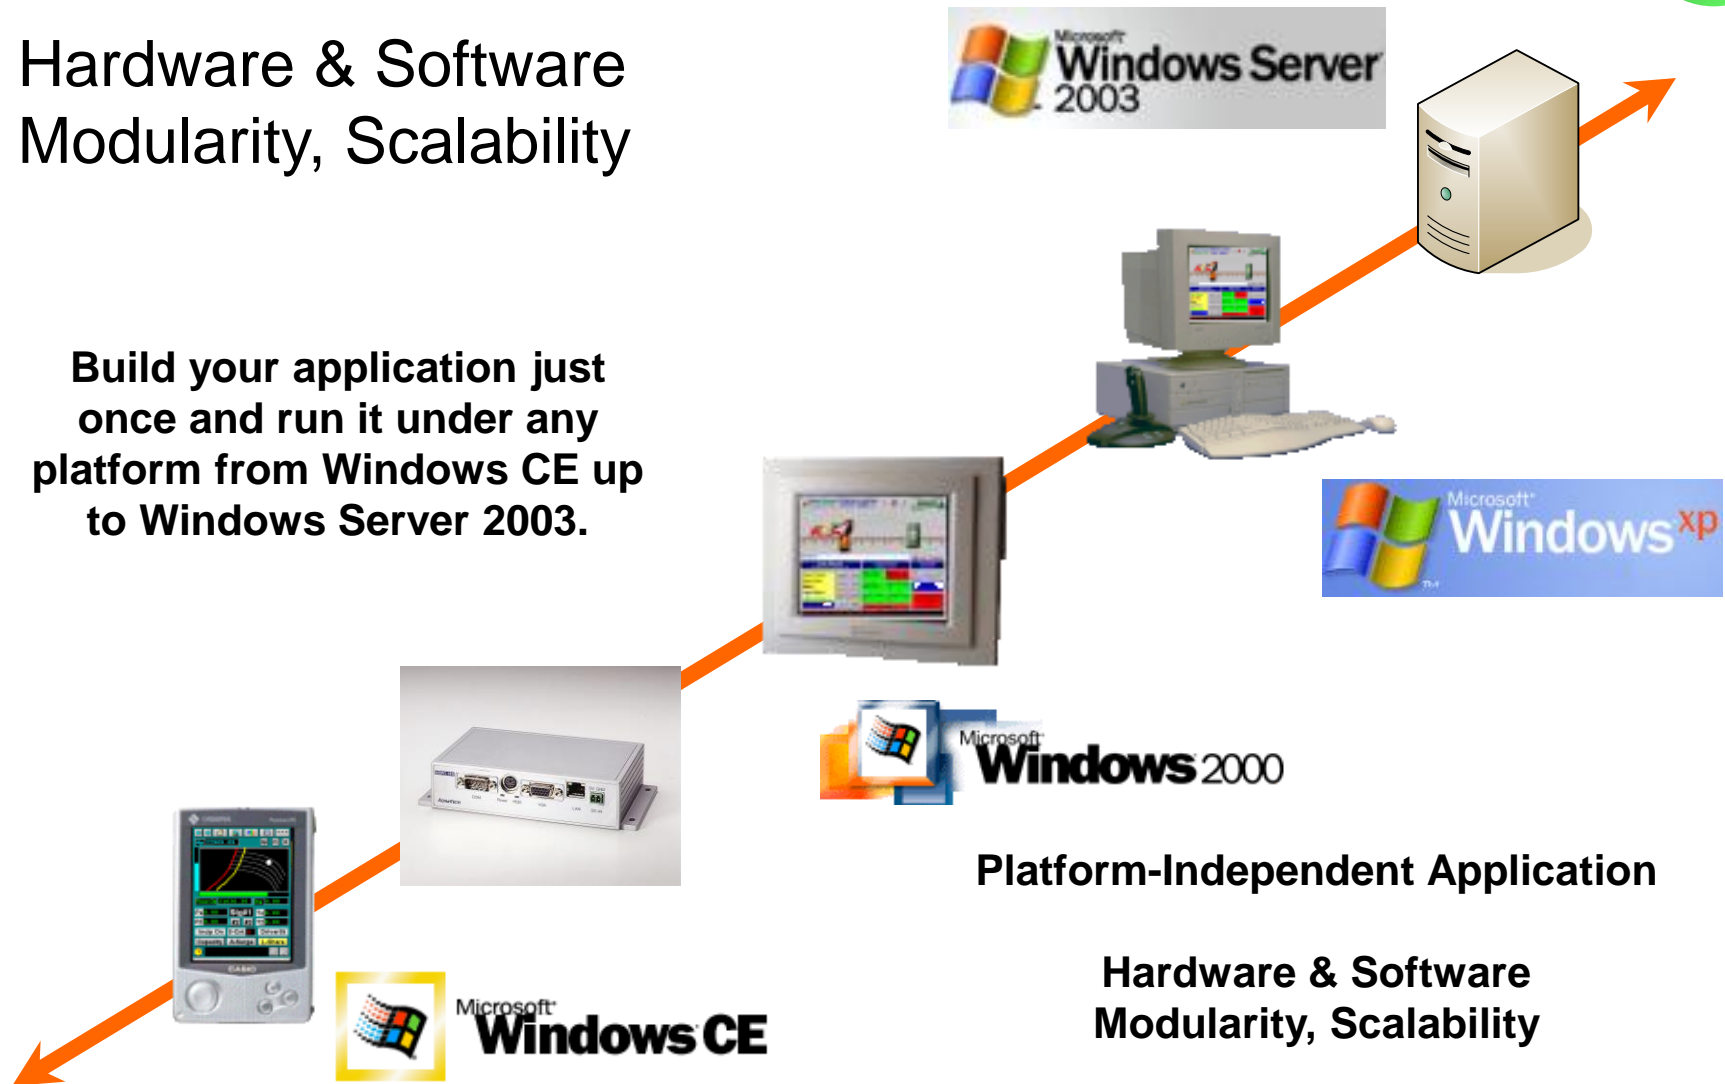 Hardware & Software
Modularity, Scalability
Microsoft
Windows Server
2003
Build your application just
once and run it under any
platform from Windows CE up
to Windows Server 2003.
Microsoft
Windows xp
Microsoft
Windows 2000
CASIO
Microsoft
Windows CE
Platform-Independent Application
Hardware & Software
Modularity, Scalability